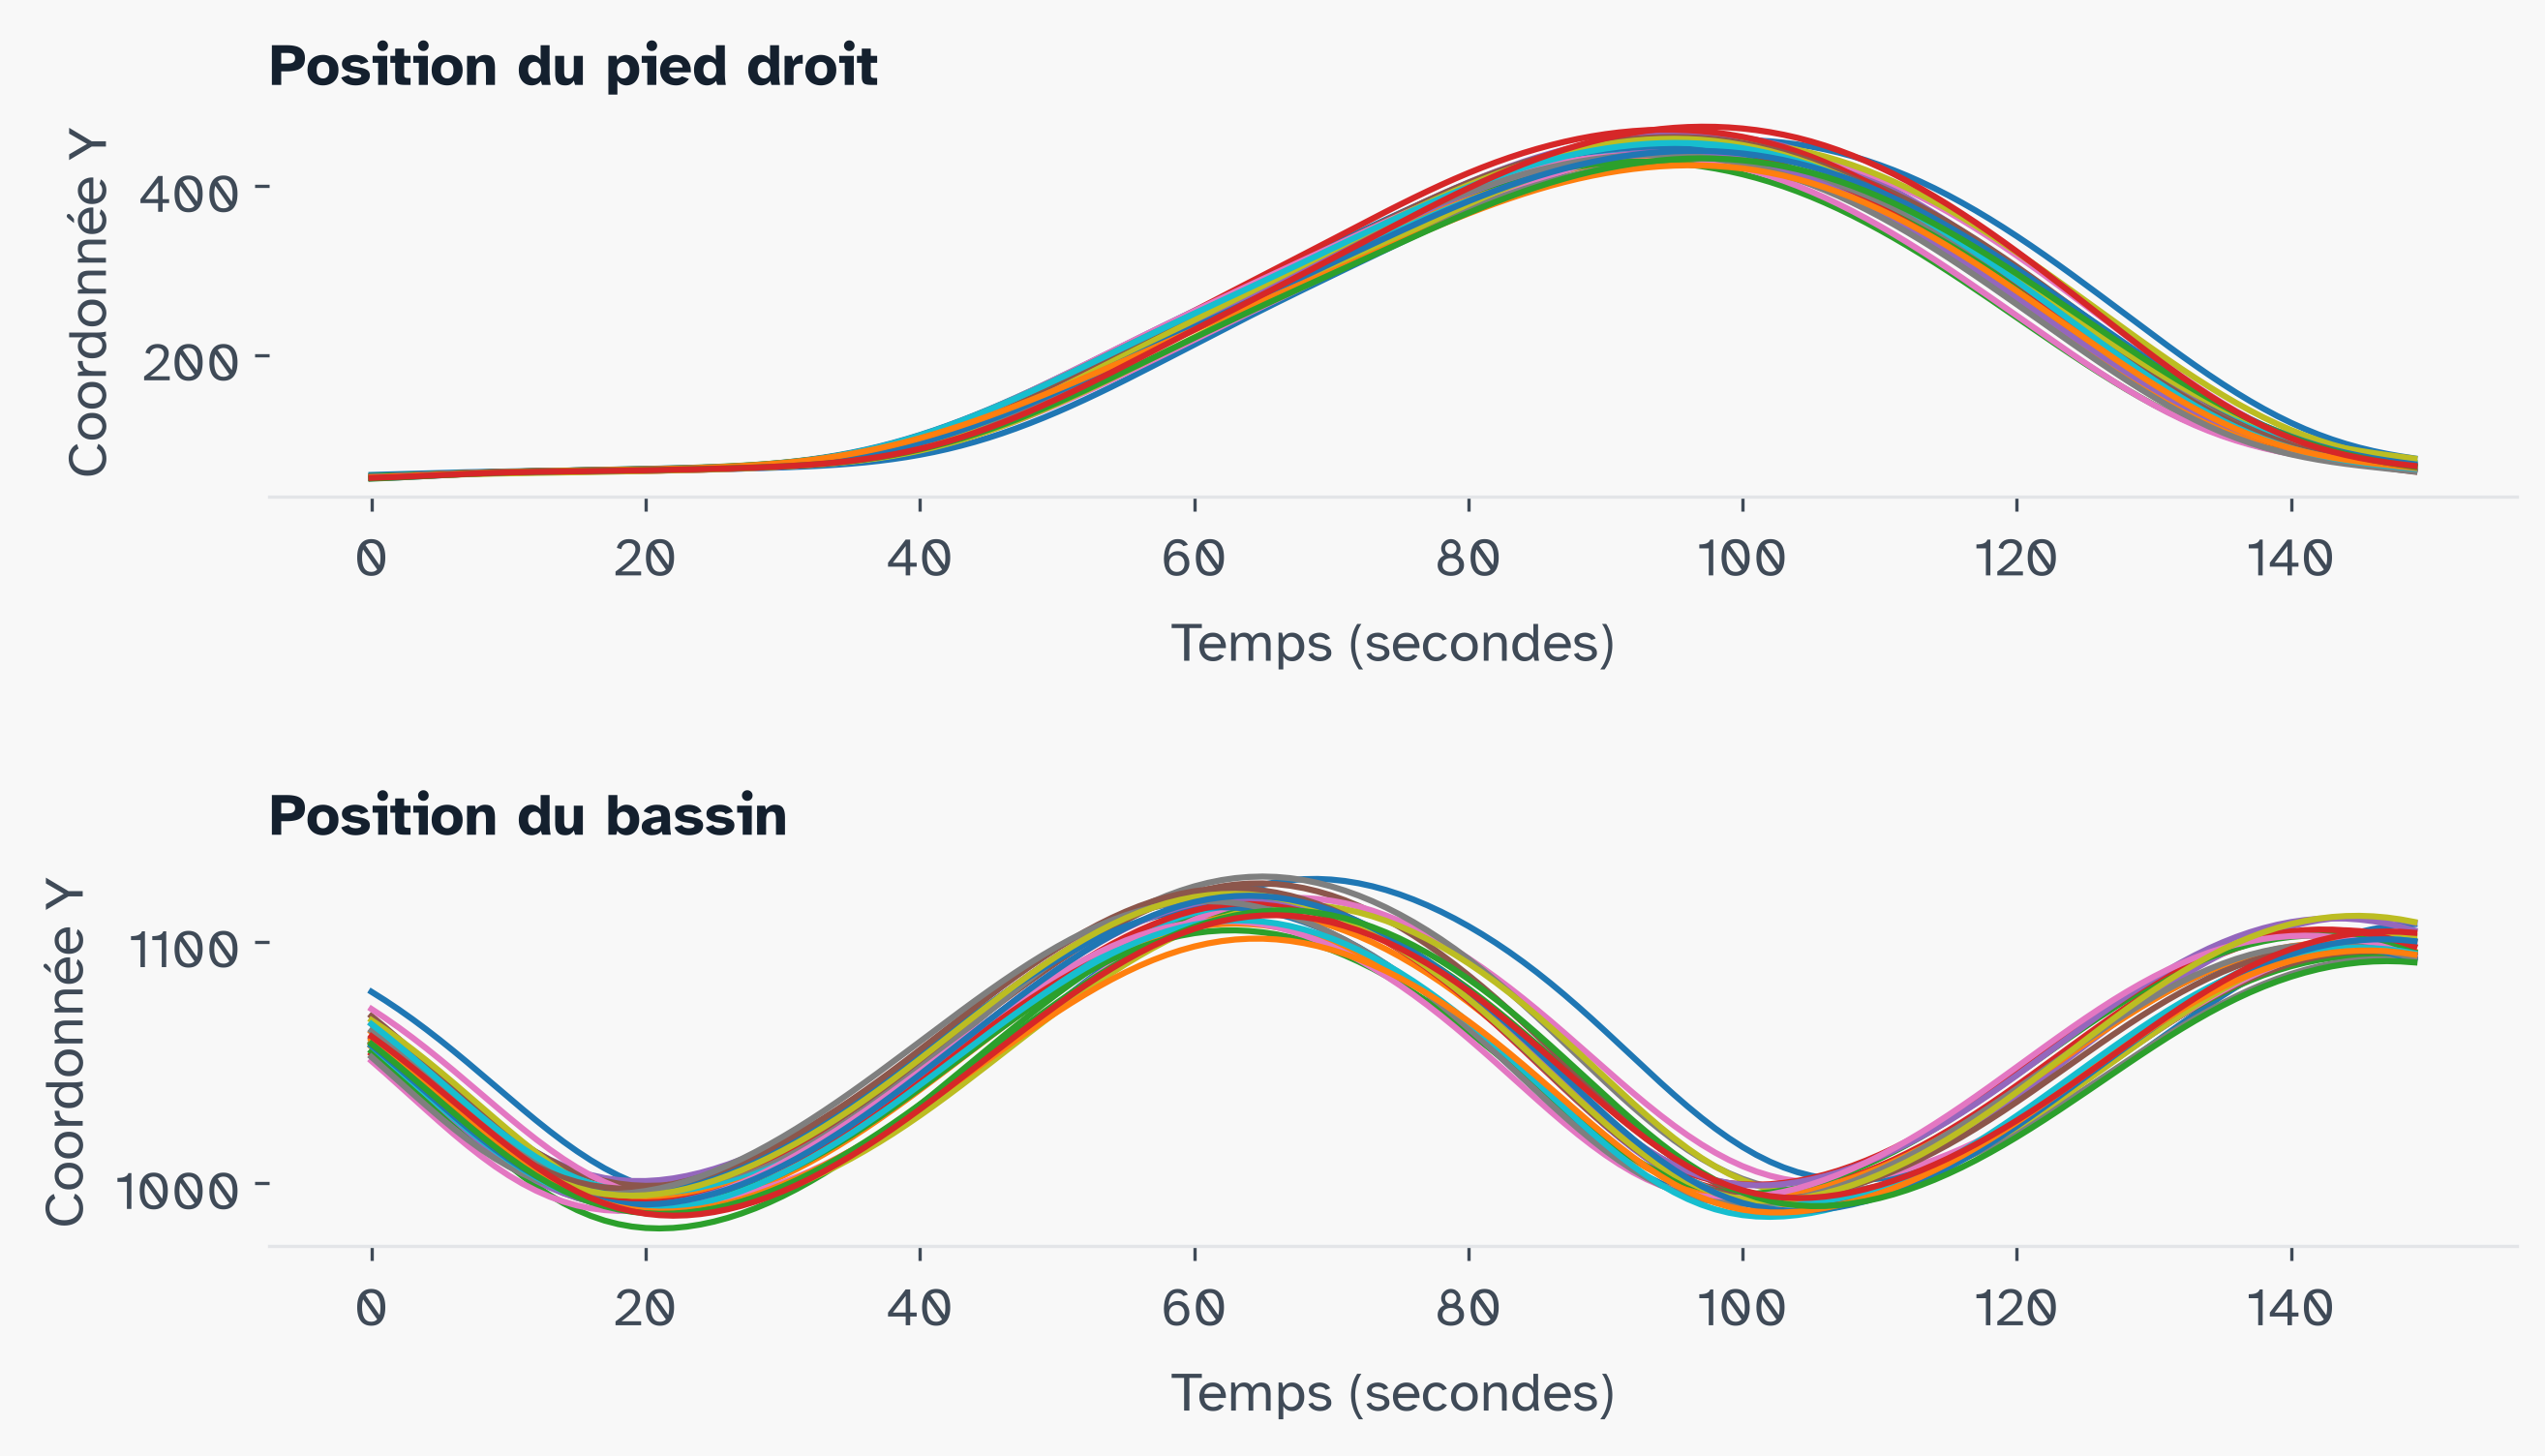 Position du pied droit
Coordonnée Y
400
200
0 20 40 60 80 100 120 140
Temps (secondes)
Position du bassin
Coordonnée Y
1100
1000
0 20 40 60 80 100 120 140
Temps (secondes)